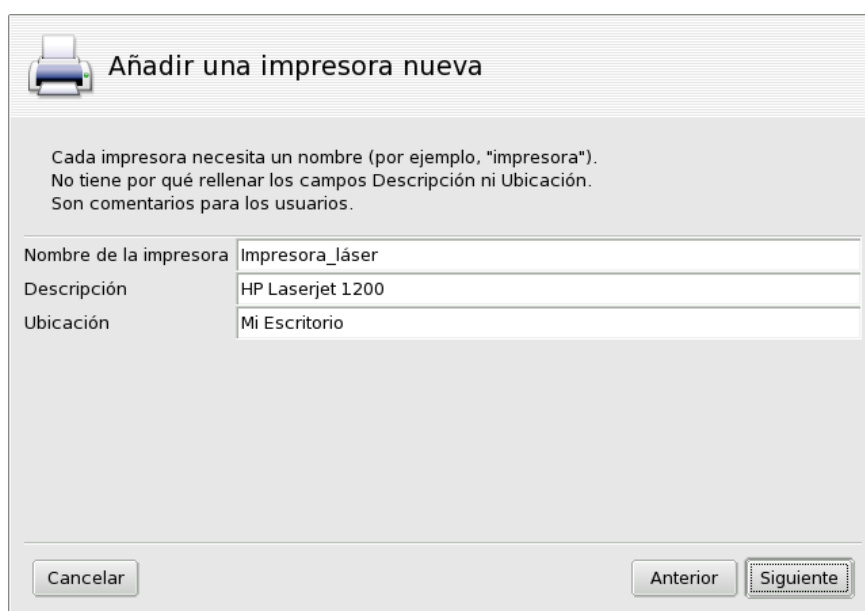 Añadir una impresora nueva
Cada impresora necesita un nombre (por ejemplo, "impresora").
No tiene por qué rellenar los campos Descripción ni Ubicación.
Son comentarios para los usuarios.
Nombre de la impresora Impresora_láser
Descripción HP Laserjet 1200
Ubicación Mi Escritorio
Cancelar Anterior Siguiente